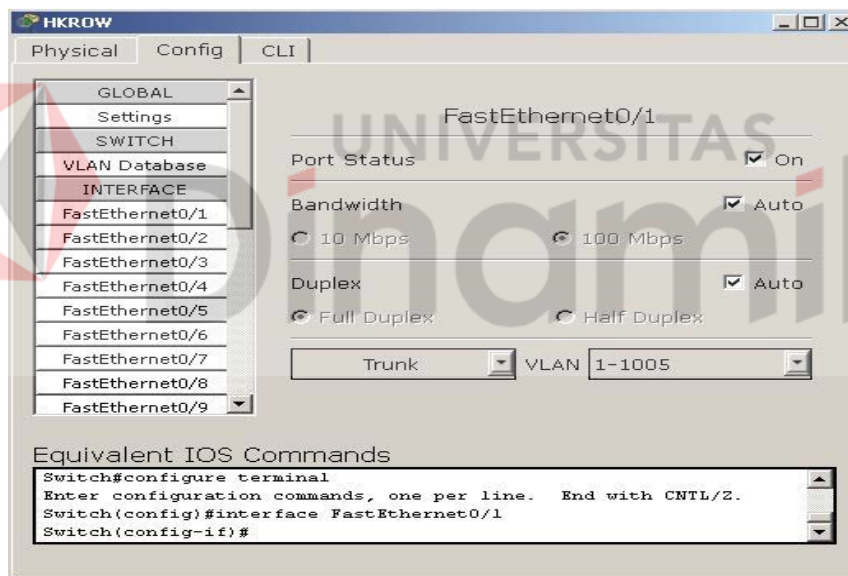 HKROW
Physical Config CLI
GLOBAL
Settings
SWITCH
VLAN Database
INTERFACE
FastEthernet0/1
FastEthernet0/2
FastEthernet0/3
FastEthernet0/4
FastEthernet0/5
FastEthernet0/6
FastEthernet0/7
FastEthernet0/8
FastEthernet0/9
FastEthernet0/1
UNIVERSITAS
Port Status On
Bandwidth Auto
10 Mbps 100 Mbps
Duplex Auto
Full Duplex Half Duplex
Trunk VLAN 1-1005
Equivalent IOS Commands
Switch#configure terminal
Enter configuration commands, one per line. End with CNTL/Z.
Switch(config)#interface FastEthernet0/1
Switch(config-if)#